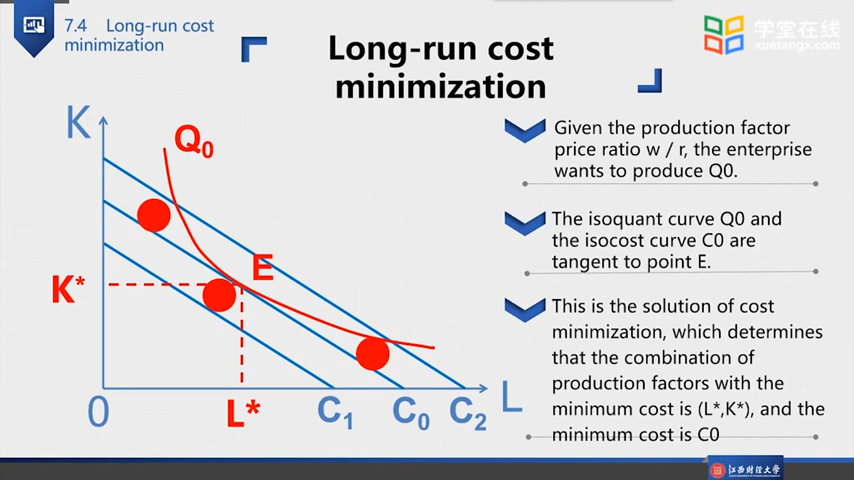 7.4 Long-run cost
minimization
Long-run cost
minimization
学堂在线
xuetangx.com
K
Q₀
E
K*
0
L*
C₁
C₀
C₂
L
Given the production factor
price ratio w / r, the enterprise
wants to produce Q0.
The isoquant curve Q0 and
the isocost curve C0 are
tangent to point E.
This is the solution of cost
minimization, which determines
that the combination of
production factors with the
minimum cost is (L*,K*), and the
minimum cost is C0
江西财经大学